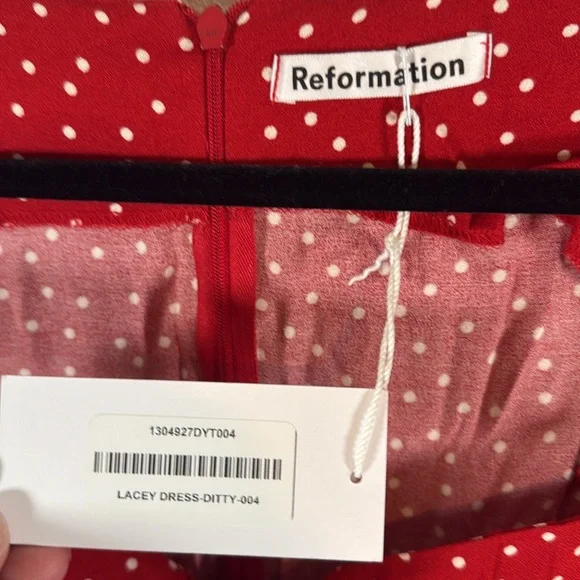 Reformation
1304927DYT004
LACEY DRESS-DITTY-004